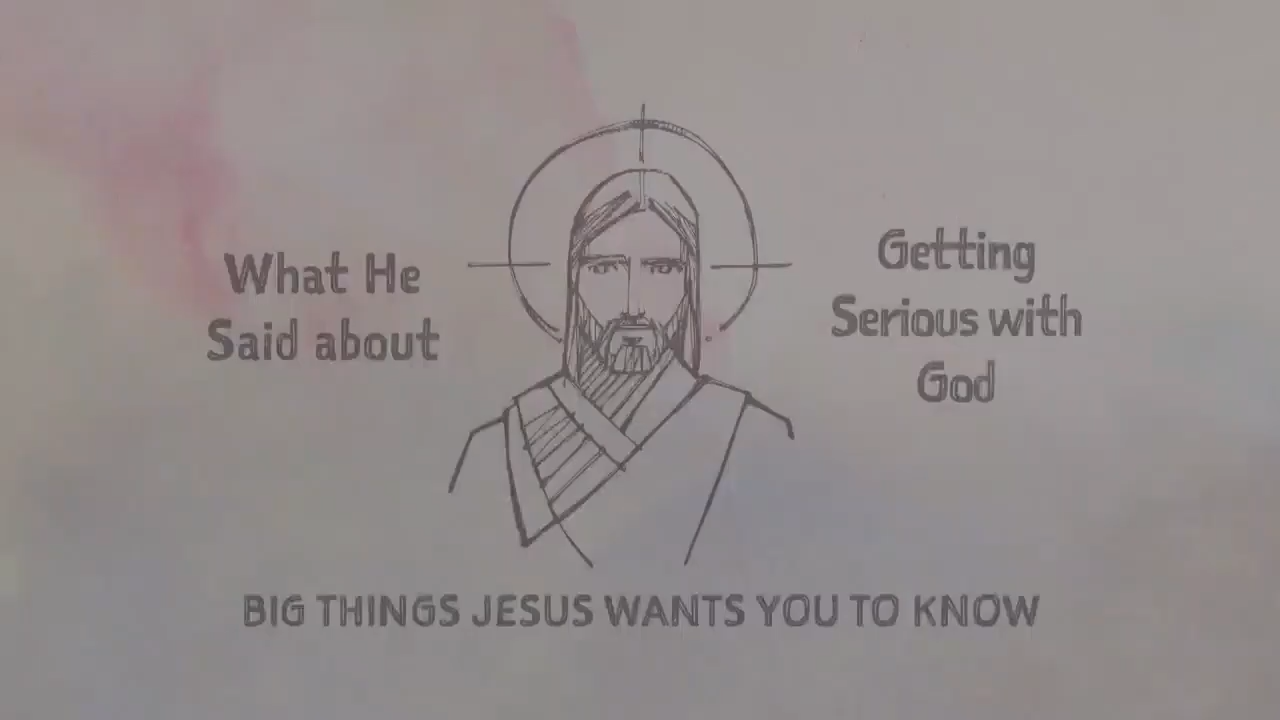 What He
Said about
Getting
Serious with
God
BIG THINGS JESUS WANTS YOU TO KNOW